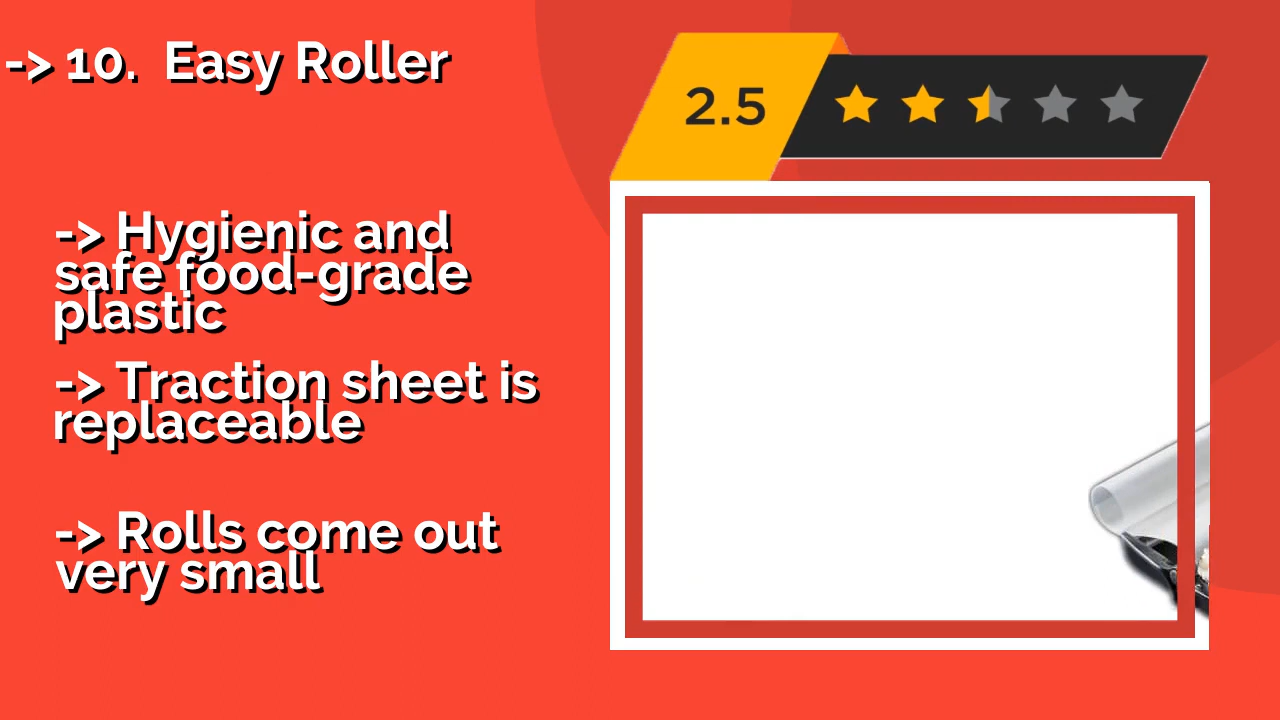 -> 10.  Easy Roller
2.5
-> Hygienic and
safe food-grade
plastic
-> Traction sheet is
replaceable
-> Rolls come out
very small